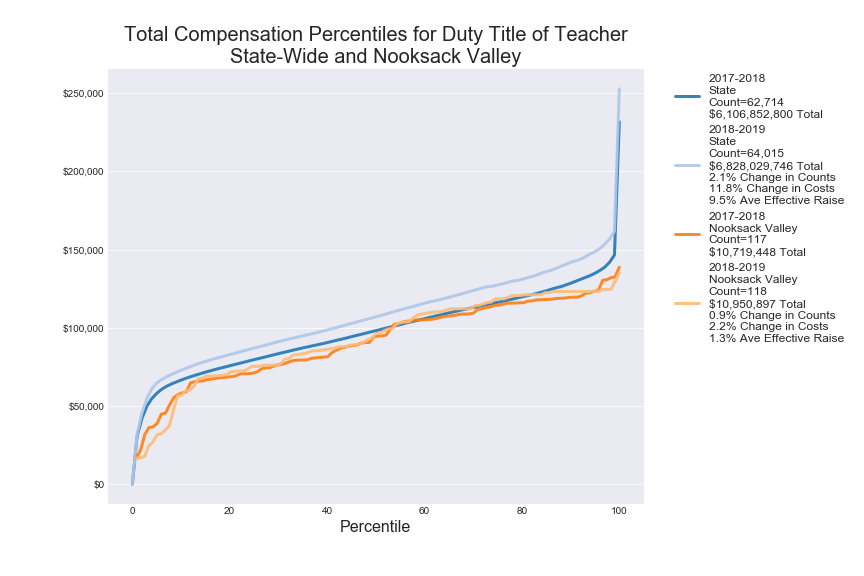 Total Compensation Percentiles for Duty Title of Teacher
State-Wide and Nooksack Valley
$250,000
$200,000
$150,000
$100,000
$50,000
$0
0
20
40
60
80
100
Percentile
2017-2018
State
Count=62,714
$6,106,852,800 Total
2018-2019
State
Count=64,015
$6,828,029,746 Total
2.1% Change in Counts
11.8% Change in Costs
9.5% Ave Effective Raise
2017-2018
Nooksack Valley
Count=117
$10,719,448 Total
2018-2019
Nooksack Valley
Count=118
$10,950,897 Total
0.9% Change in Counts
2.2% Change in Costs
1.3% Ave Effective Raise